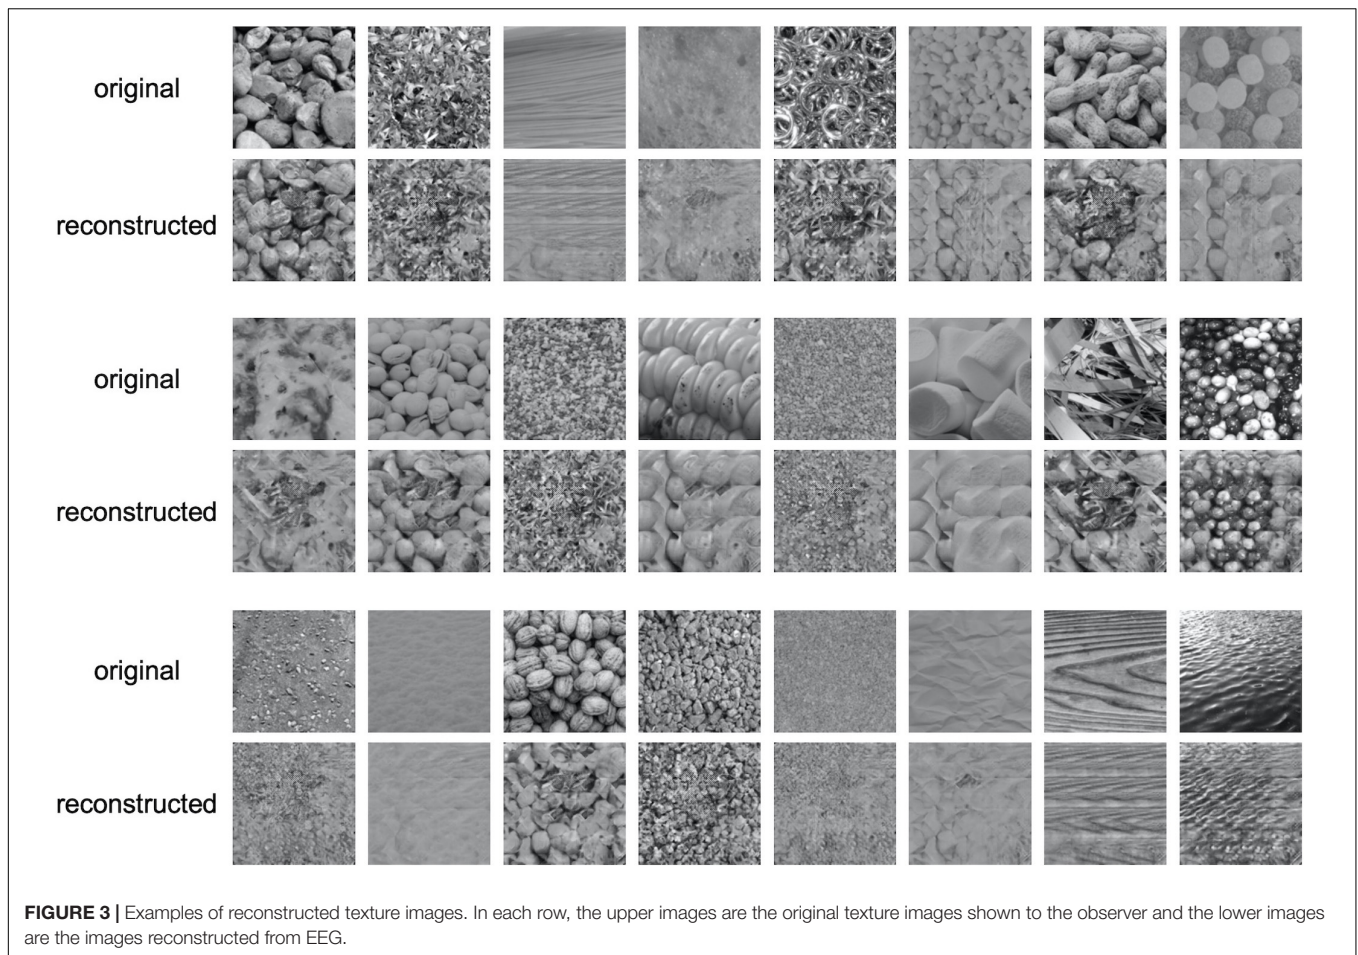 original
reconstructed
original
reconstructed
original
reconstructed
FIGURE 3 | Examples of reconstructed texture images. In each row, the upper images are the original texture images shown to the observer and the lower images
are the images reconstructed from EEG.